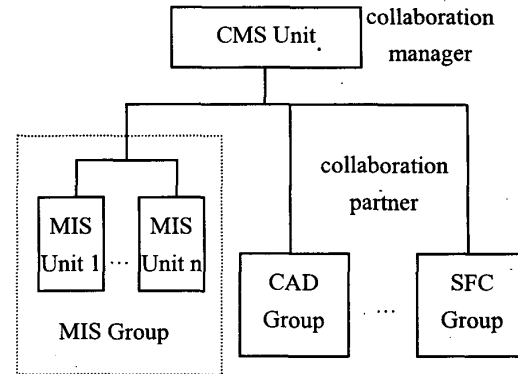 CMS Unit
collaboration
manager
collaboration
partner
MIS
Unit 1
...
MIS
Unit n
MIS Group
CAD
Group
...
SFC
Group